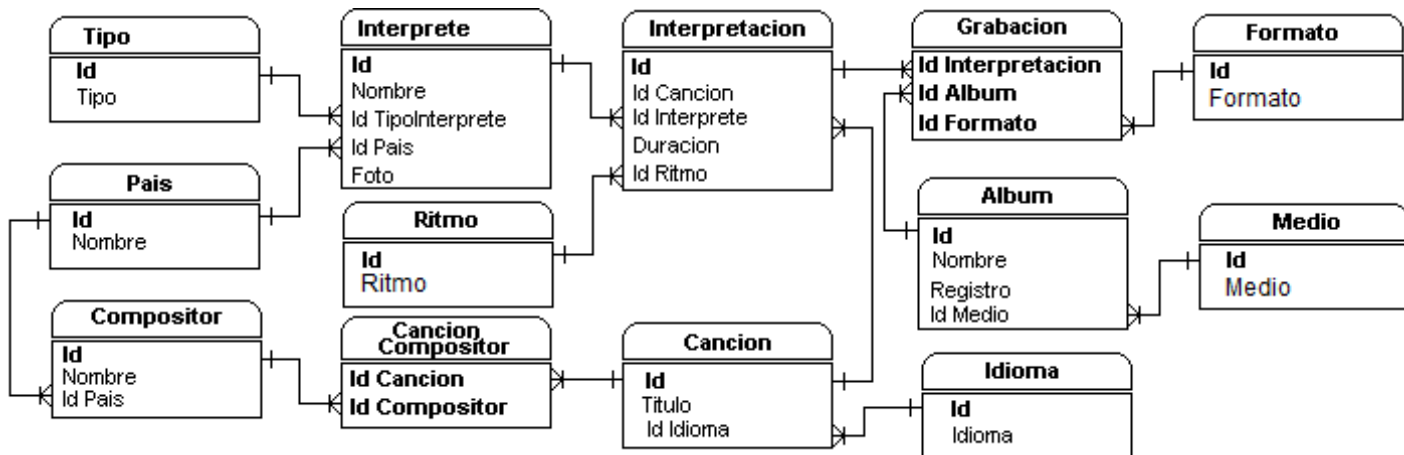 Tipo
Id
Tipo
Interprete
Id
Nombre
Id TipoInterprete
Id Pais
Foto
Interpretacion
Id
Id Cancion
Id Interprete
Duracion
Id Ritmo
Grabacion
Id Interpretacion
Id Album
Id Formato
Formato
Id
Formato
Pais
Id
Nombre
Ritmo
Id
Ritmo
Album
Id
Nombre
Registro
Id Medio
Medio
Id
Medio
Compositor
Id
Nombre
Id Pais
Cancion
Compositor
Id Cancion
Id Compositor
Cancion
Id
Titulo
Id Idioma
Idioma
Id
Idioma